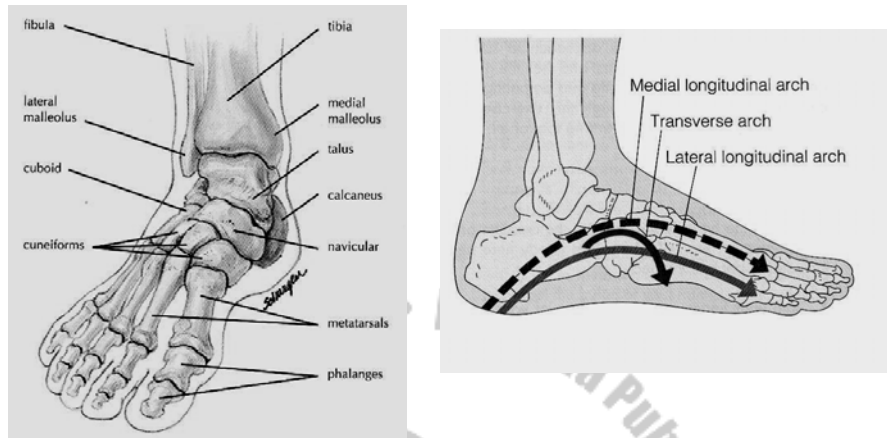 fibula
tibia
lateral
malleolus
medial
malleolus
talus
cuboid
calcaneus
cuneiforms
navicular
metatarsals
phalanges
Medial longitudinal arch
Transverse arch
Lateral longitudinal arch